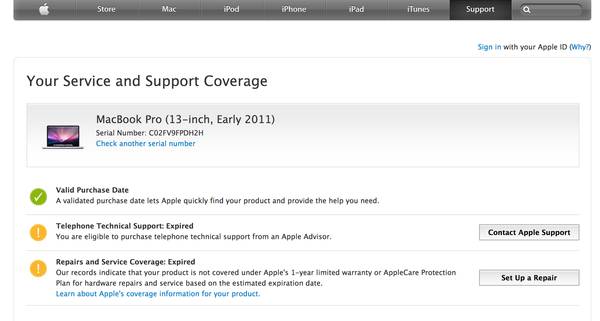 Store Mac iPod iPhone iPad iTunes Support
Sign in with your Apple ID (Why?)
Your Service and Support Coverage
MacBook Pro (13-inch, Early 2011)
Serial Number: C02FV9FPDH2H
Check another serial number
Valid Purchase Date
A validated purchase date lets Apple quickly find your product and provide the help you need.
Telephone Technical Support: Expired
You are eligible to purchase telephone technical support from an Apple Advisor.
Contact Apple Support
Repairs and Service Coverage: Expired
Our records indicate that your product is not covered under Apple's 1-year limited warranty or AppleCare Protection
Plan for hardware repairs and service based on the estimated expiration date.
Set Up a Repair
Learn about Apple's coverage information for your product.